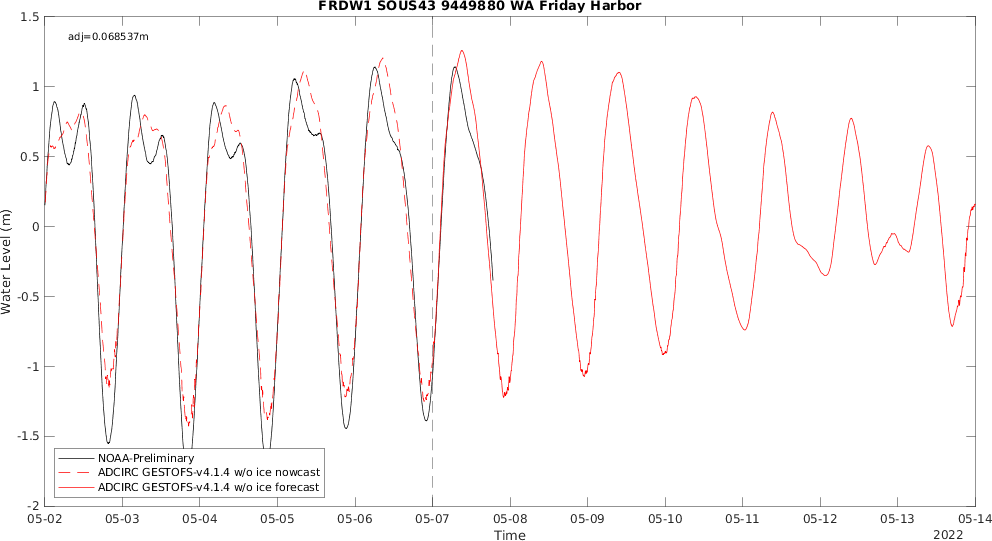 FRDW1 SOUS43 9449880 WA Friday Harbor
adj=0.068537m
1.5
1
0.5
0
-0.5
-1
-1.5
-2
Water Level (m)
NOAA-Preliminary
ADCIRC GESTOFS-v4.1.4 w/o ice nowcast
ADCIRC GESTOFS-v4.1.4 w/o ice forecast
05-02 05-03 05-04 05-05 05-06 05-07 05-08 05-09 05-10 05-11 05-12 05-13 05-14
Time
2022